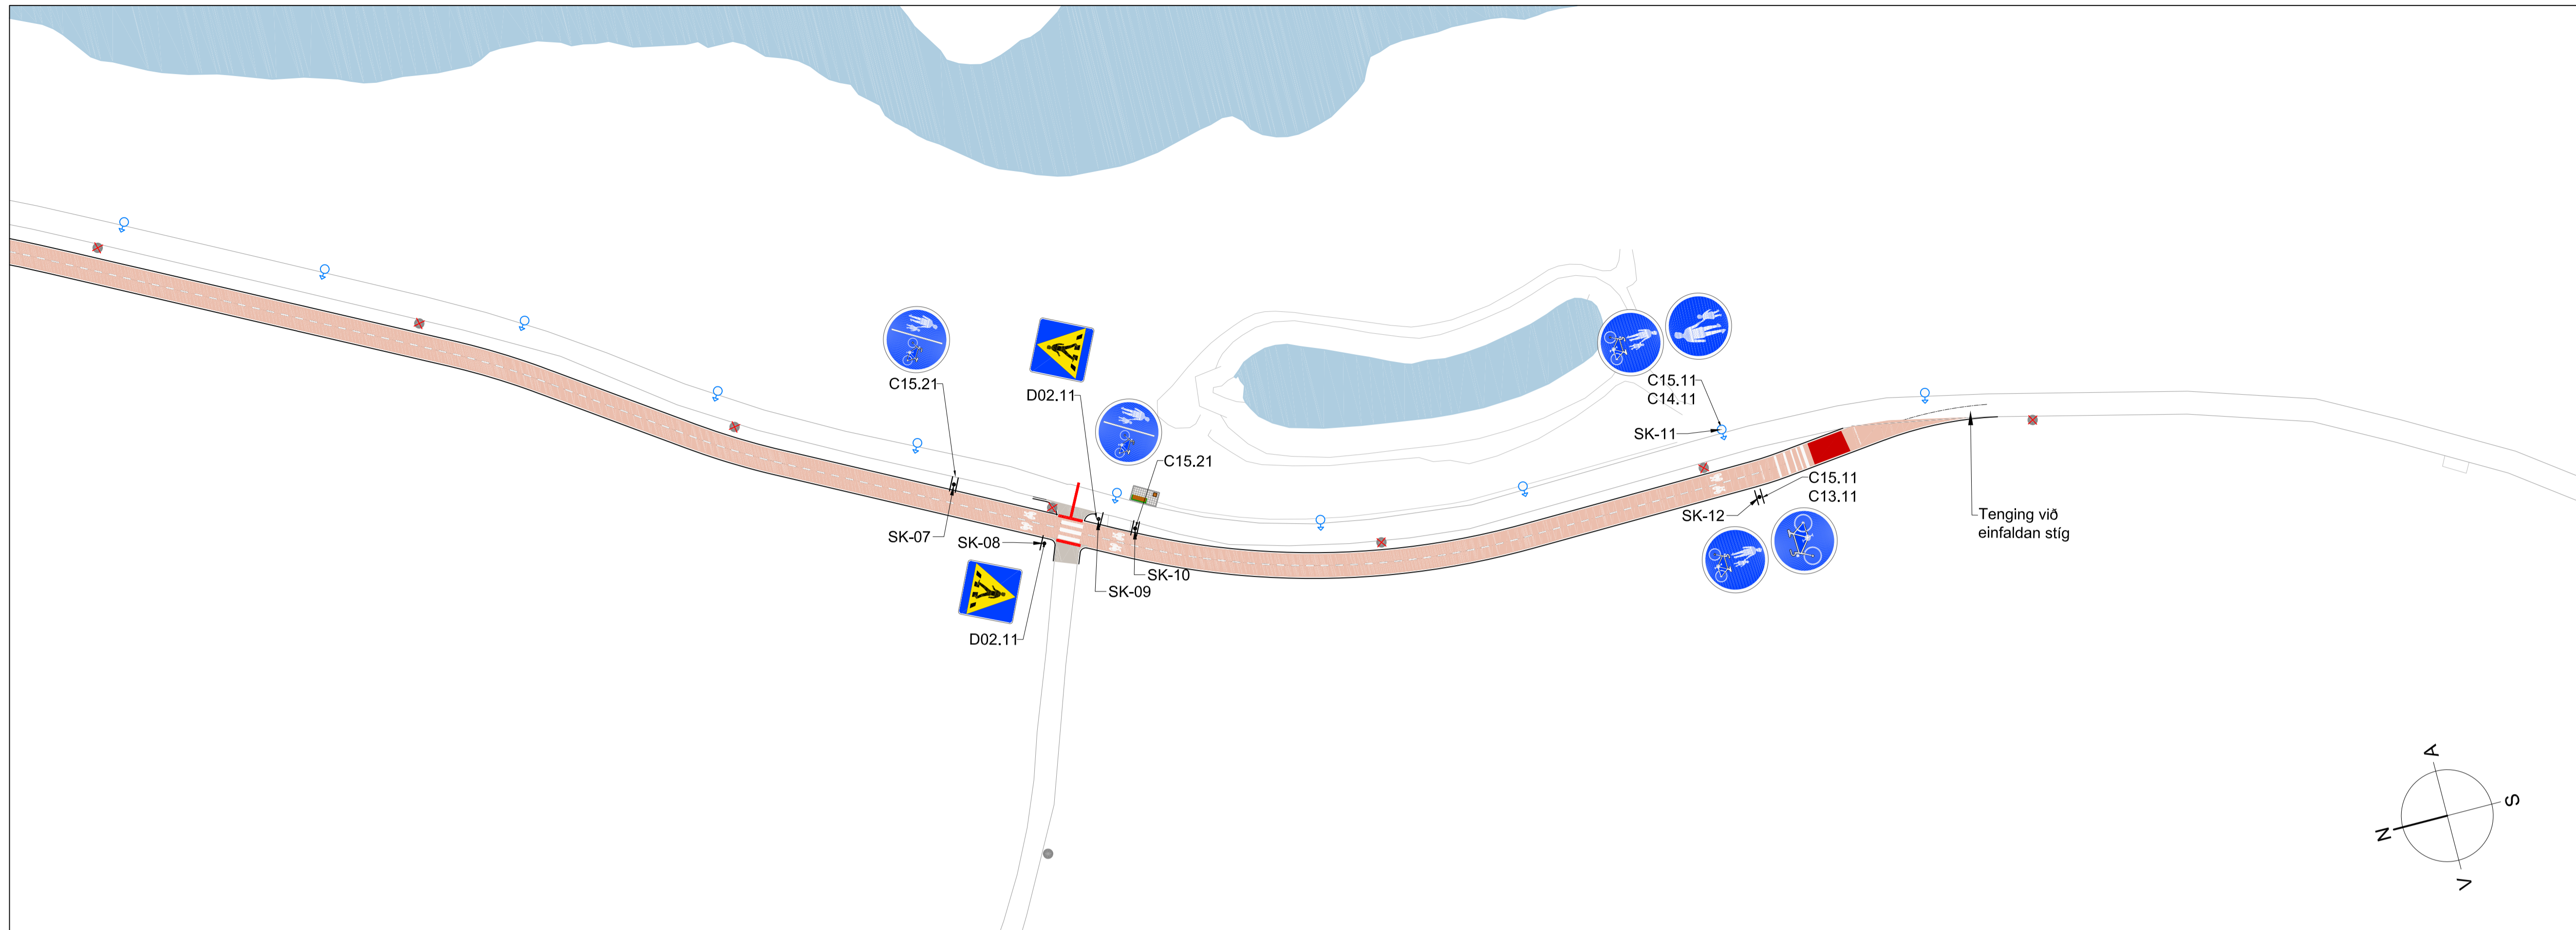 C15.21
D02.11
C15.21
C15.11
C14.11
SK-11
SK-07
SK-08
SK-10
SK-09
D02.11
C15.11
C13.11
SK-12
Tenging við
einfaldan stíg
A
S
N
V